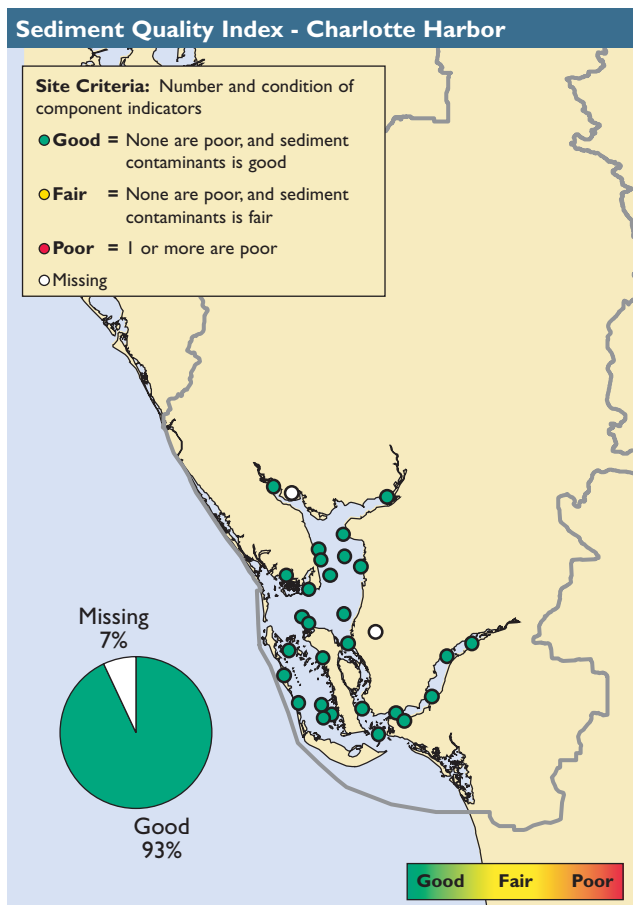 Sediment Quality Index - Charlotte Harbor
Site Criteria: Number and condition of
component indicators
Good = None are poor, and sediment
contaminants is good
Fair = None are poor, and sediment
contaminants is fair
Poor = 1 or more are poor
Missing
Missing
7%
Good
93%
Good Fair Poor